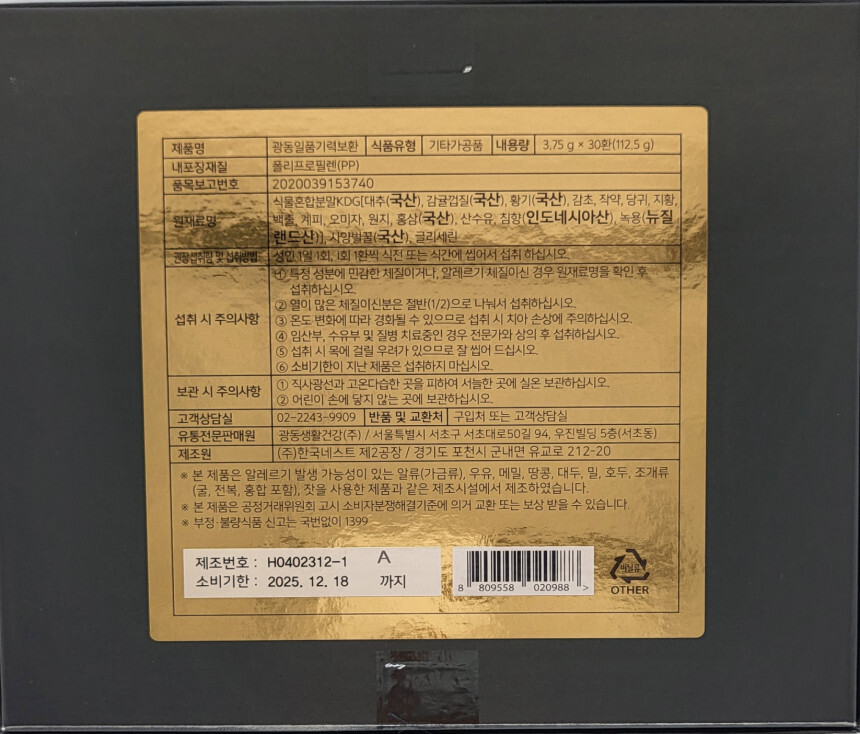 제품명 광동일품기력보환 식품유형 기타가공품 내용량 3.75 g × 30환(112.5 g)
내포장재질 폴리프로필렌(PP)
품목보고번호 2020039153740
원재료명 식물혼합분말KDG[대추(국산), 감귤껍질(국산), 황기(국산), 감초, 작약, 당귀, 지황,
백출, 계피, 오미자, 원지, 홍삼(국산), 산수유, 침향(인도네시아산), 녹용(뉴질
랜드산)], 사양벌꿀(국산), 글리세린
권장섭취량 및 섭취방법 성인 1일 1회, 1회 1환씩 식전 또는 식간에 씹어서 섭취 하십시오.
섭취 시 주의사항 ① 특정 성분에 민감한 체질이거나, 알레르기 체질이신 경우 원재료명을 확인 후
섭취하십시오.
② 열이 많은 체질이신분은 절반(1/2)으로 나눠서 섭취하십시오.
③ 온도 변화에 따라 경화될 수 있으므로 섭취 시 치아 손상에 주의하십시오.
④ 임산부, 수유부 및 질병 치료중인 경우 전문가와 상의 후 섭취하십시오.
⑤ 섭취 시 목에 걸릴 우려가 있으므로 잘 씹어 드십시오.
⑥ 소비기한이 지난 제품은 섭취하지 마십시오.
보관 시 주의사항 ① 직사광선과 고온다습한 곳을 피하여 서늘한 곳에 실온 보관하십시오.
② 어린이 손에 닿지 않는 곳에 보관하십시오.
고객상담실 02-2243-9909 반품 및 교환처 구입처 또는 고객상담실
유통전문판매원 광동생활건강(주) / 서울특별시 서초구 서초대로50길 94, 우진빌딩 5층(서초동)
제조원 (주)한국네스트 제2공장 / 경기도 포천시 군내면 유교로 212-20
※ 본 제품은 알레르기 발생 가능성이 있는 알류(가금류), 우유, 메밀, 땅콩, 대두, 밀, 호두, 조개류
(굴, 전복, 홍합 포함), 잣을 사용한 제품과 같은 제조시설에서 제조하였습니다.
※ 본 제품은 공정거래위원회 고시 소비자분쟁해결기준에 의거 교환 또는 보상 받을 수 있습니다.
※ 부정·불량식품 신고는 국번없이 1399
제조번호 : H0402312-1 A
소비기한 : 2025. 12. 18 까지
8 809558 020988 >
비닐류
OTHER